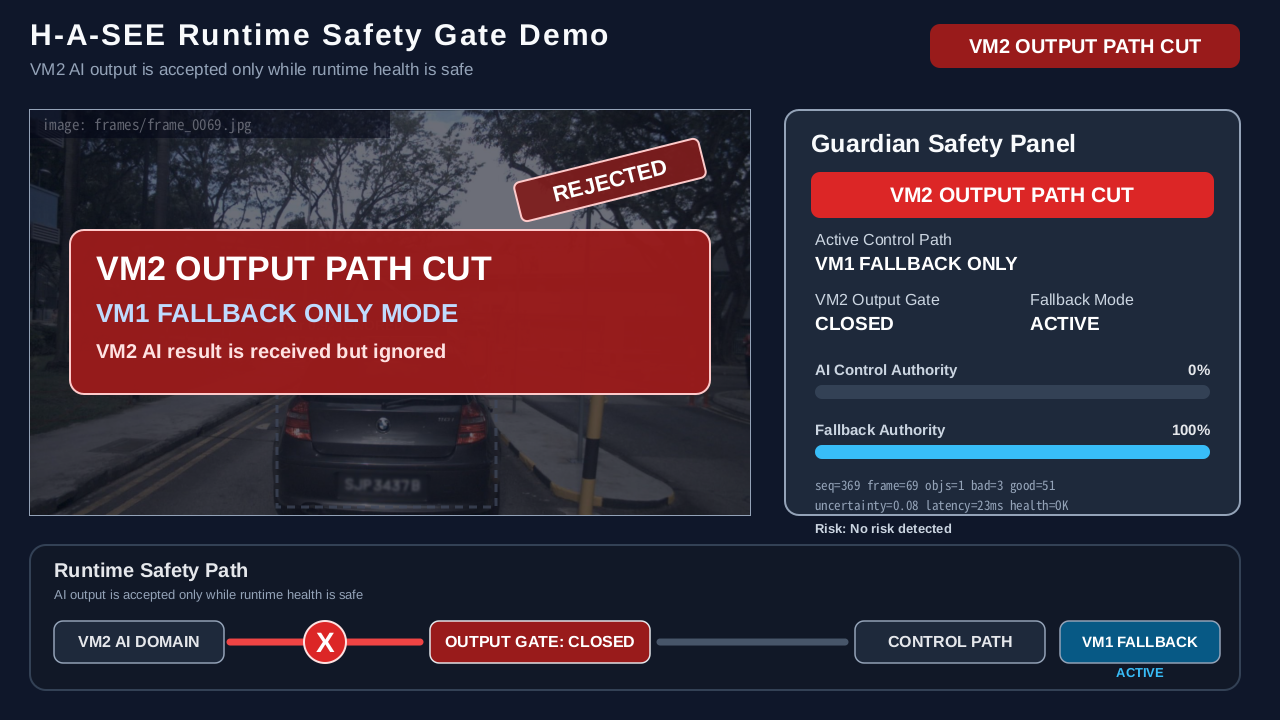 H-A-SEE Runtime Safety Gate Demo
VM2 AI output is accepted only while runtime health is safe
VM2 OUTPUT PATH CUT
image: frames/frame_0069.jpg
REJECTED
VM2 OUTPUT PATH CUT
VM1 FALLBACK ONLY MODE
VM2 AI result is received but ignored
SJP3437B
Guardian Safety Panel
VM2 OUTPUT PATH CUT
Active Control Path
VM1 FALLBACK ONLY
VM2 Output Gate
CLOSED
Fallback Mode
ACTIVE
AI Control Authority 0%
Fallback Authority 100%
seq=369 frame=69 objs=1 bad=3 good=51
uncertainty=0.08 latency=23ms health=OK
Risk: No risk detected
Runtime Safety Path
AI output is accepted only while runtime health is safe
VM2 AI DOMAIN
X
OUTPUT GATE: CLOSED
CONTROL PATH
VM1 FALLBACK
ACTIVE